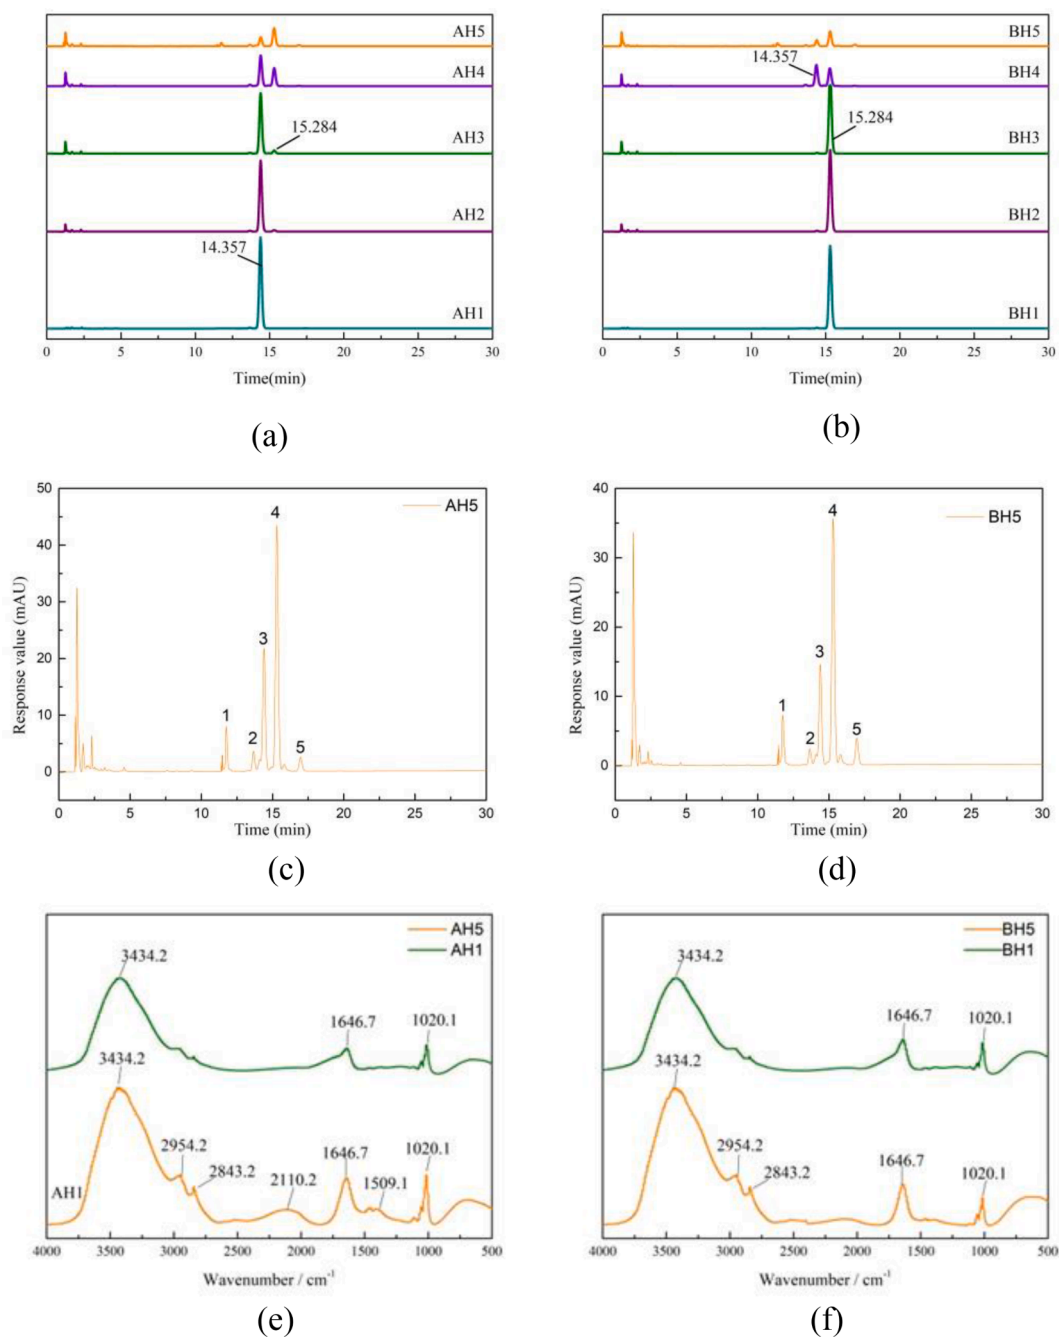 AH5
AH4
15.284
AH3
AH2
14.357
AH1
0 5 10 15 20 25 30
Time(min)
(a)
BH5
14.357
BH4
15.284
BH3
BH2
BH1
0 5 10 15 20 25 30
Time(min)
(b)
50
40
30
20
10
0
Response value (mAU)
AH5
1
2
3
4
5
0 5 10 15 20 25 30
Time (min)
(c)
40
30
20
10
0
Response value (mAU)
BH5
1
2
3
4
5
0 5 10 15 20 25 30
Time (min)
(d)
AH5
AH1
3434.2
1646.7
1020.1
3434.2
2954.2
2843.2
2110.2
1646.7
1509.1
1020.1
AH1
4000 3500 3000 2500 2000 1500 1000 500
Wavenumber / cm-1
(e)
BH5
BH1
3434.2
1646.7
1020.1
3434.2
2954.2
2843.2
1646.7
1020.1
4000 3500 3000 2500 2000 1500 1000 500
Wavenumber / cm-1
(f)